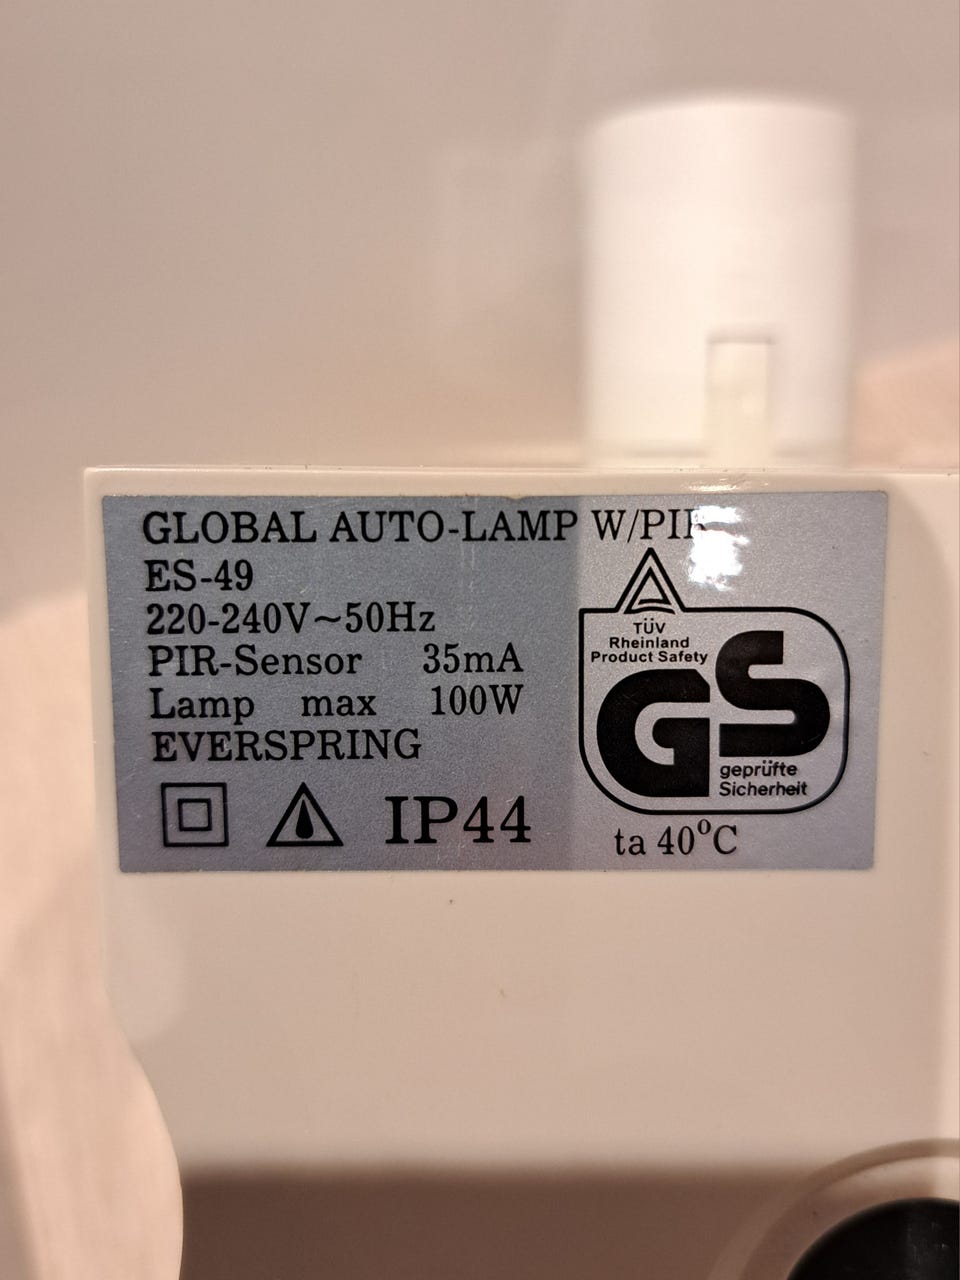 GLOBAL AUTO-LAMP W/PIR
ES-49
220-240V~50Hz
PIR-Sensor 35mA
Lamp max 100W
EVERSPRING
IP44
TÜV
Rheinland
Product Safety
GS
geprüfte
Sicherheit
ta 40°C